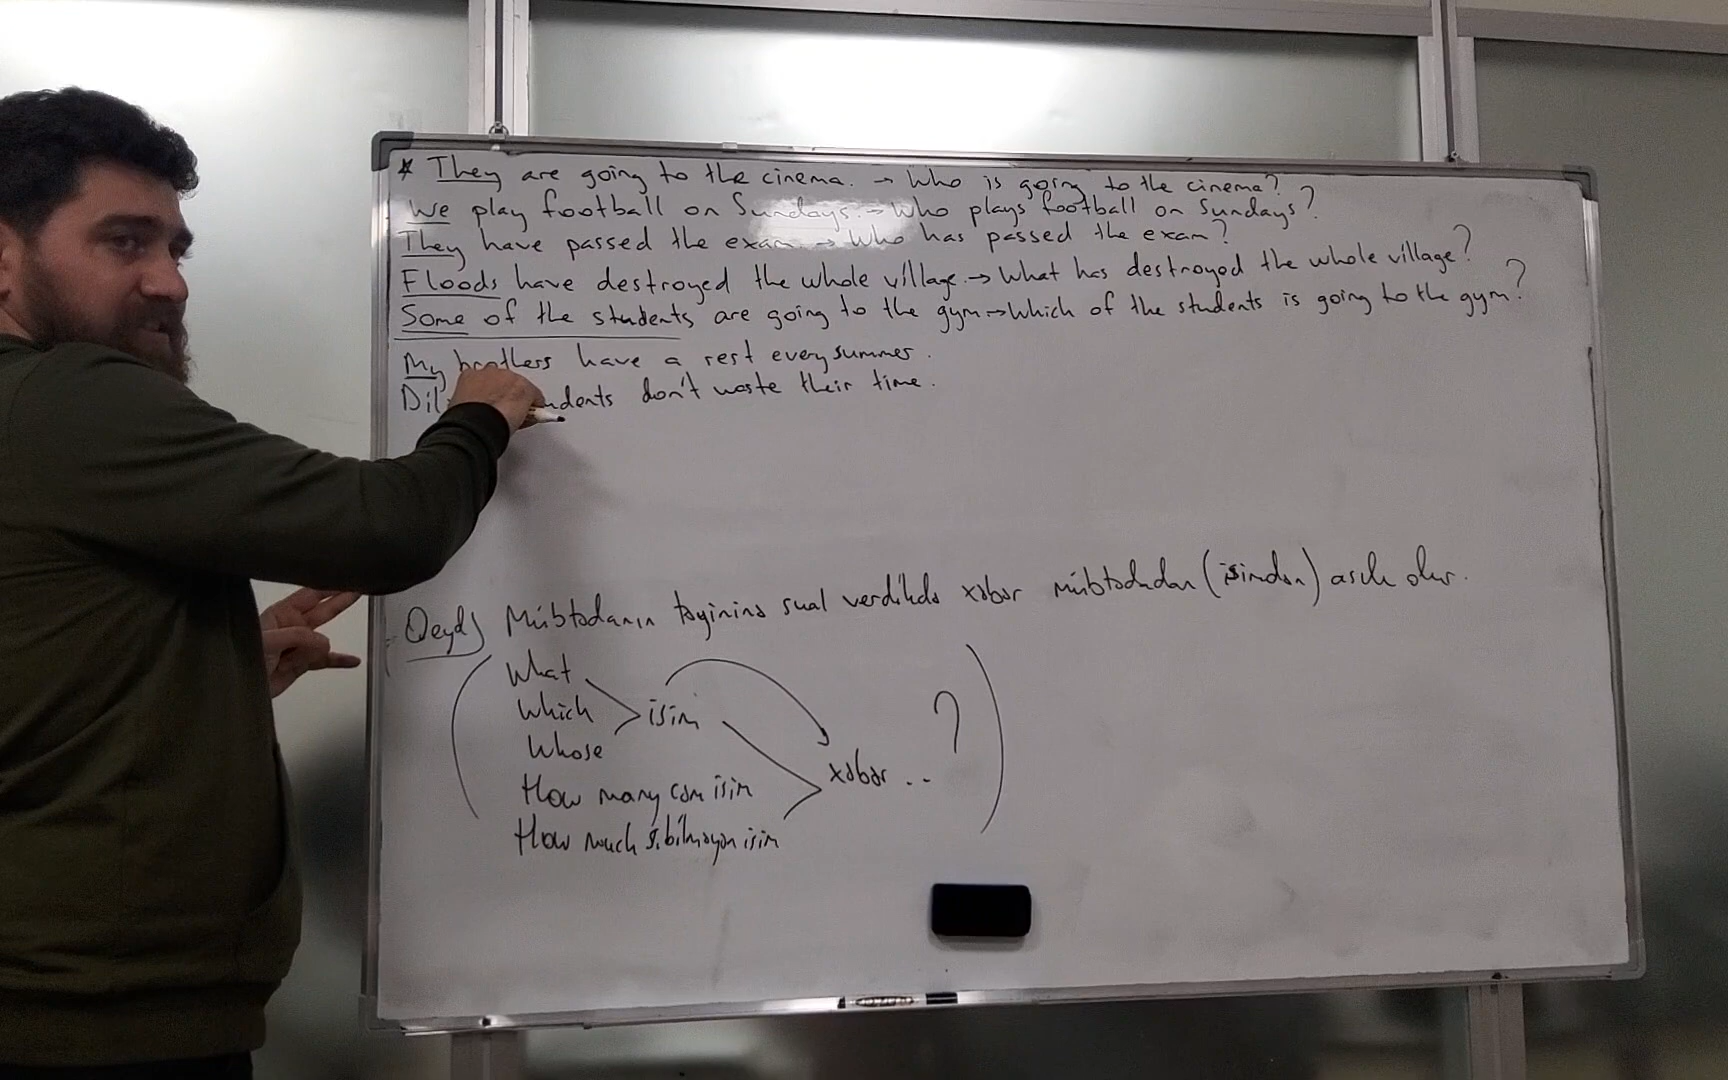 * They are going to the cinema. → Who is going to the cinema?
We play football on Sundays. → Who plays football on Sundays?
They have passed the exam → Who has passed the exam?
Floods have destroyed the whole village. → What has destroyed the whole village?
Some of the students are going to the gym → Which of the students is going to the gym?
My brothers have a rest every summer.
Dil udents don't waste their time.
Qeyd) Mübtədanın təyininə sual verdikdə xəbər mübtədadan (isimdən) asılı olur.
What
Which
Whose
isim
How many cəm isim
How much s.bilməyən isim
xəbər .. ?